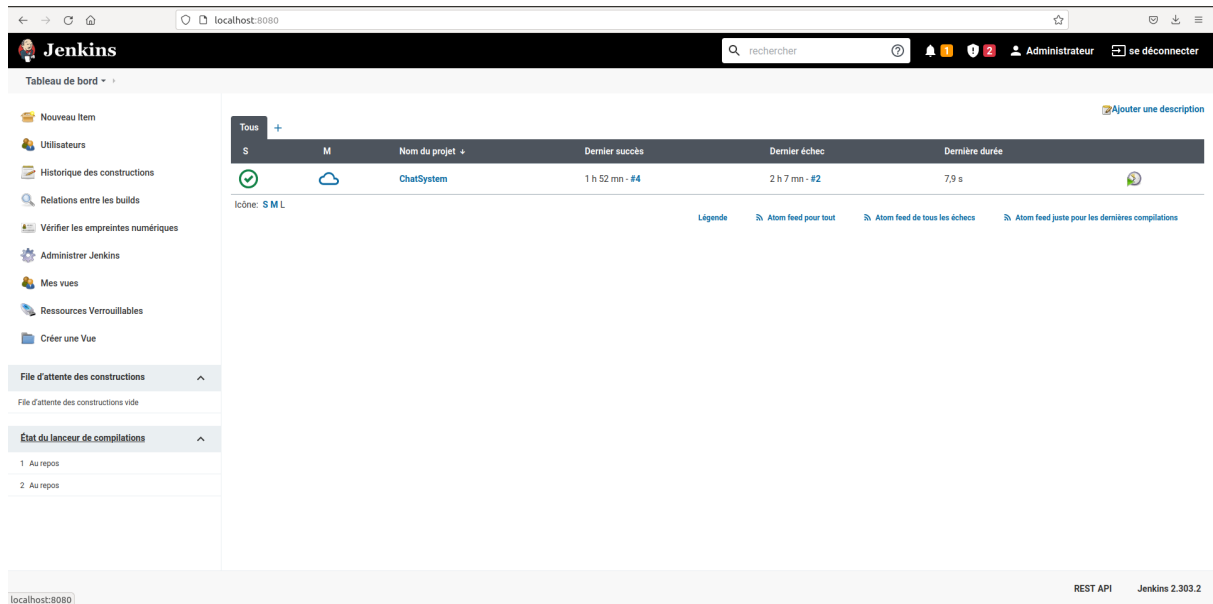 localhost:8080
Jenkins
rechercher
1
2
Administrateur
se déconnecter
Tableau de bord
Ajouter une description
Nouveau Item
Utilisateurs
Historique des constructions
Relations entre les builds
Vérifier les empreintes numériques
Administrer Jenkins
Mes vues
Ressources Verrouillables
Créer une Vue
File d'attente des constructions
File d'attente des constructions vide
État du lanceur de compilations
1 Au repos
2 Au repos
Tous +
S M Nom du projet ↓ Dernier succès Dernier échec Dernière durée
ChatSystem 1 h 52 mn - #4 2 h 7 mn - #2 7,9 s
Icône: S M L
Légende Atom feed pour tout Atom feed de tous les échecs Atom feed juste pour les dernières compilations
REST API Jenkins 2.303.2
localhost:8080